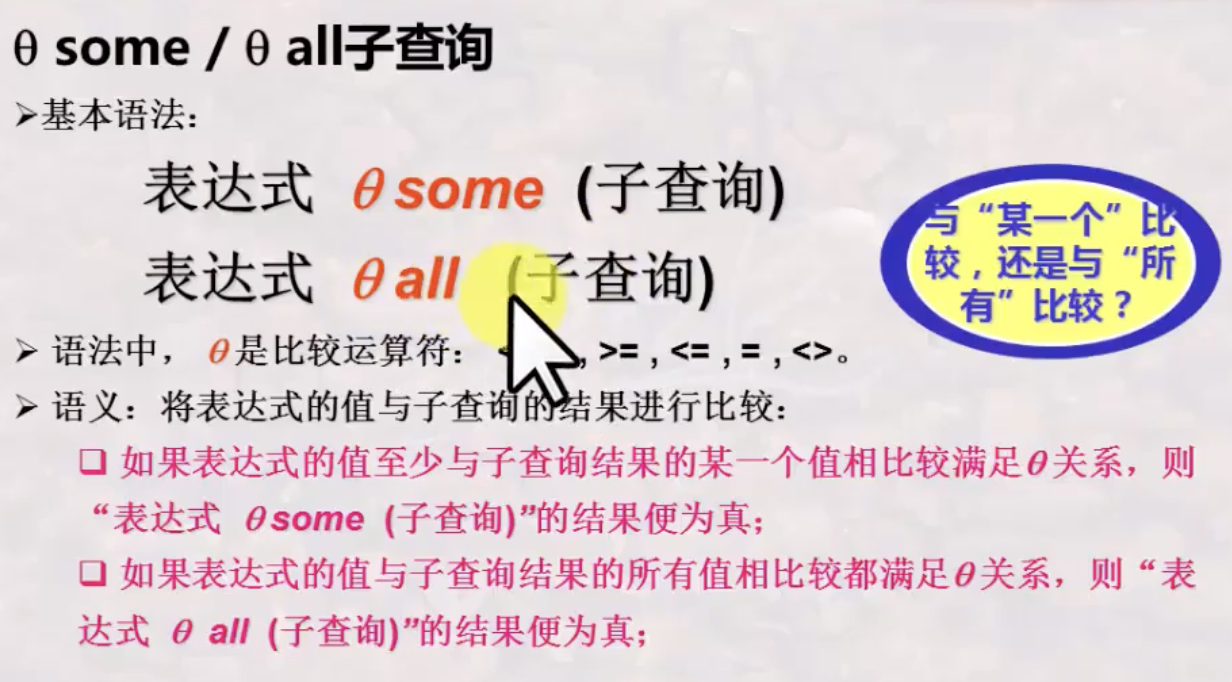 θ some / θ all子查询
➢基本语法：
表达式 θ some (子查询)
表达式 θ all (子查询)
与“某一个”比
较，还是与“所
有”比较？
➢ 语法中， θ 是比较运算符： , >= , <= , = , <> 。
➢ 语义：将表达式的值与子查询的结果进行比较：
❑ 如果表达式的值至少与子查询结果的某一个值相比较满足θ 关系，则
“表达式 θ some (子查询)”的结果便为真；
❑ 如果表达式的值与子查询结果的所有值相比较都满足θ 关系，则“表
达式 θ all (子查询)”的结果便为真；